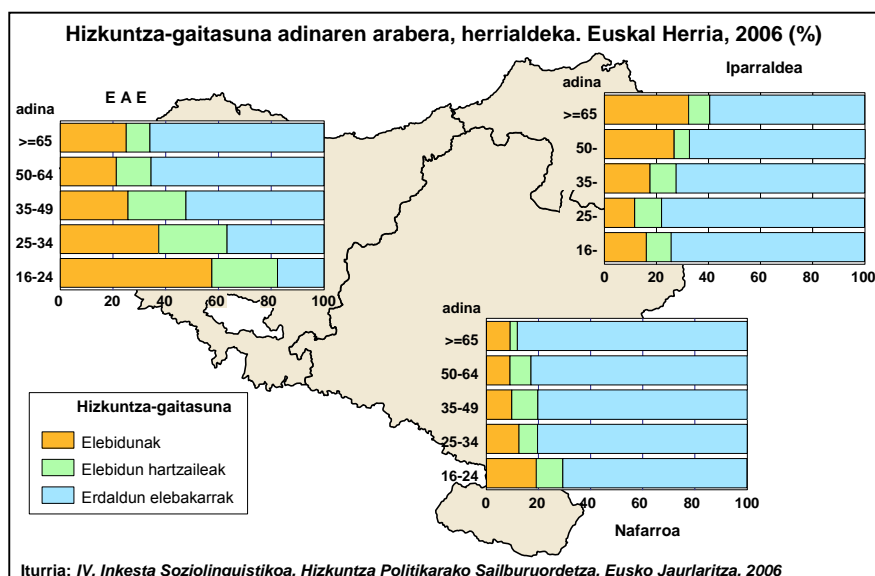 Hizkuntza-gaitasuna adinaren arabera, herrialdeka. Euskal Herria, 2006 (%)
E A E
adina
>=65
50-64
35-49
25-34
16-24
0 20 40 60 80 100
Iparraldea
adina
>=65
50-
35-
25-
16-
0 20 40 60 80 100
adina
>=65
50-64
35-49
25-34
16-24
0 20 40 60 80 100
Nafarroa
Hizkuntza-gaitasuna
Elebidunak
Elebidun hartzaileak
Erdaldun elebakarrak
Iturria: IV. Inkesta Soziolinguistikoa. Hizkuntza Politikarako Sailburuordetza. Eusko Jaurlaritza. 2006